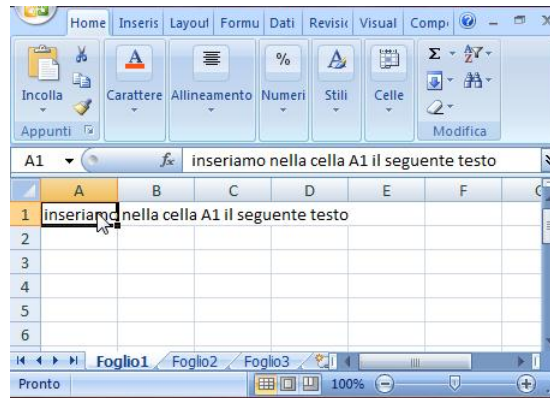 Home Inseris Layout Formu Dati Revisio Visual Comp
Incolla Carattere Allineamento Numeri Stili Celle
Appunti Modifica
A1 fx inseriamo nella cella A1 il seguente testo
A B C D E F G
1 inseriamo nella cella A1 il seguente testo
2
3
4
5
6
Foglio1 Foglio2 Foglio3
Pronto 100%